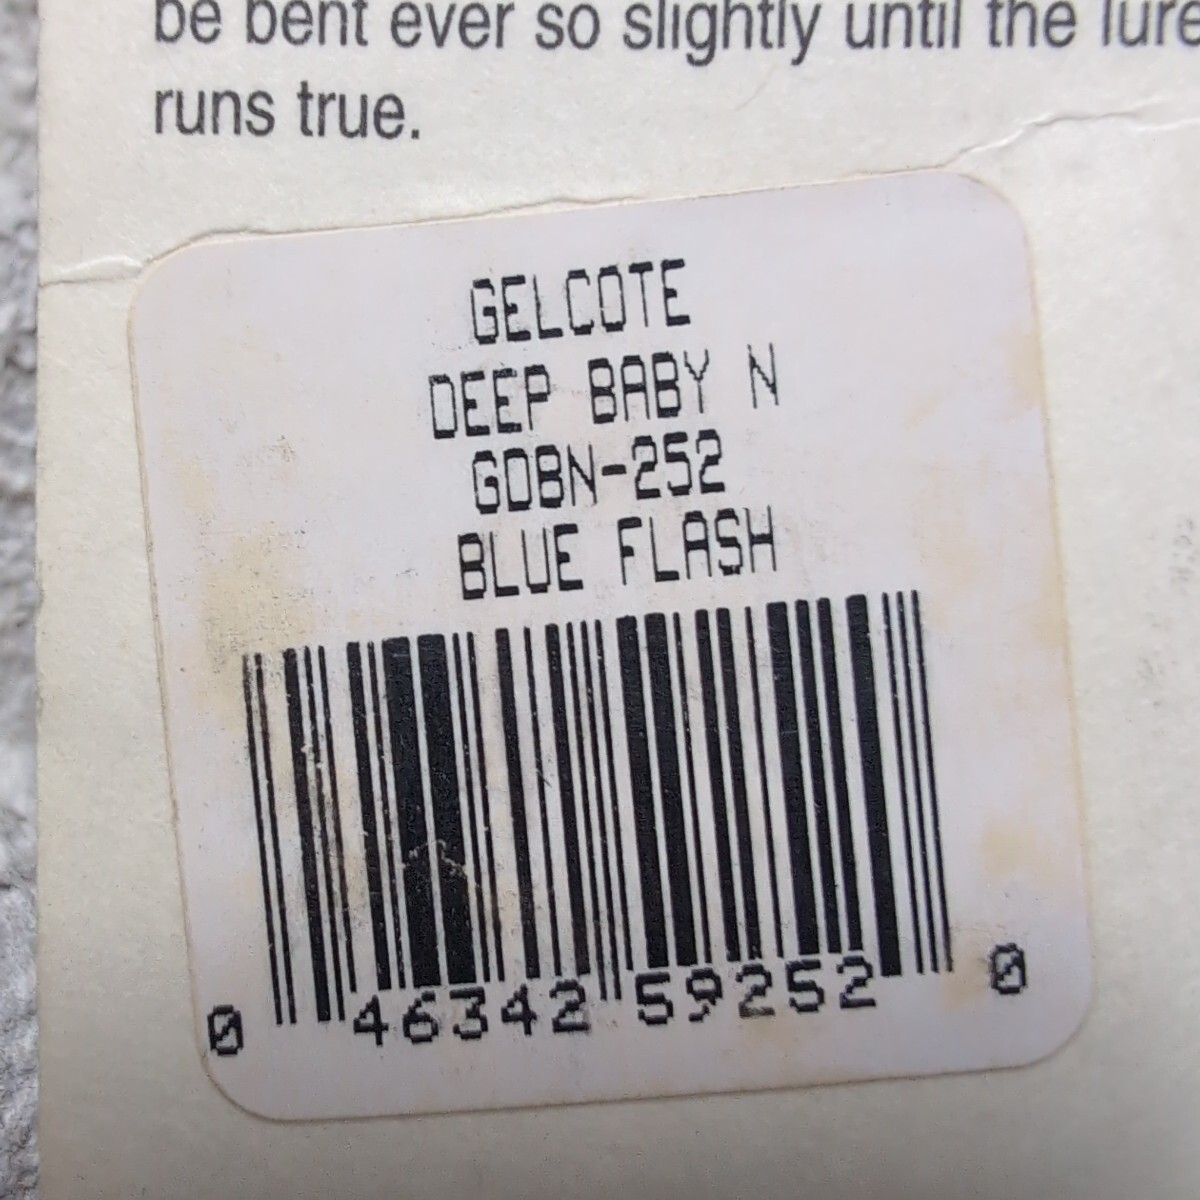 be bent ever so slightly until the lure
runs true.
GELCOTE
DEEP BABY N
GDBN-252
BLUE FLASH
0 46342 59252 0